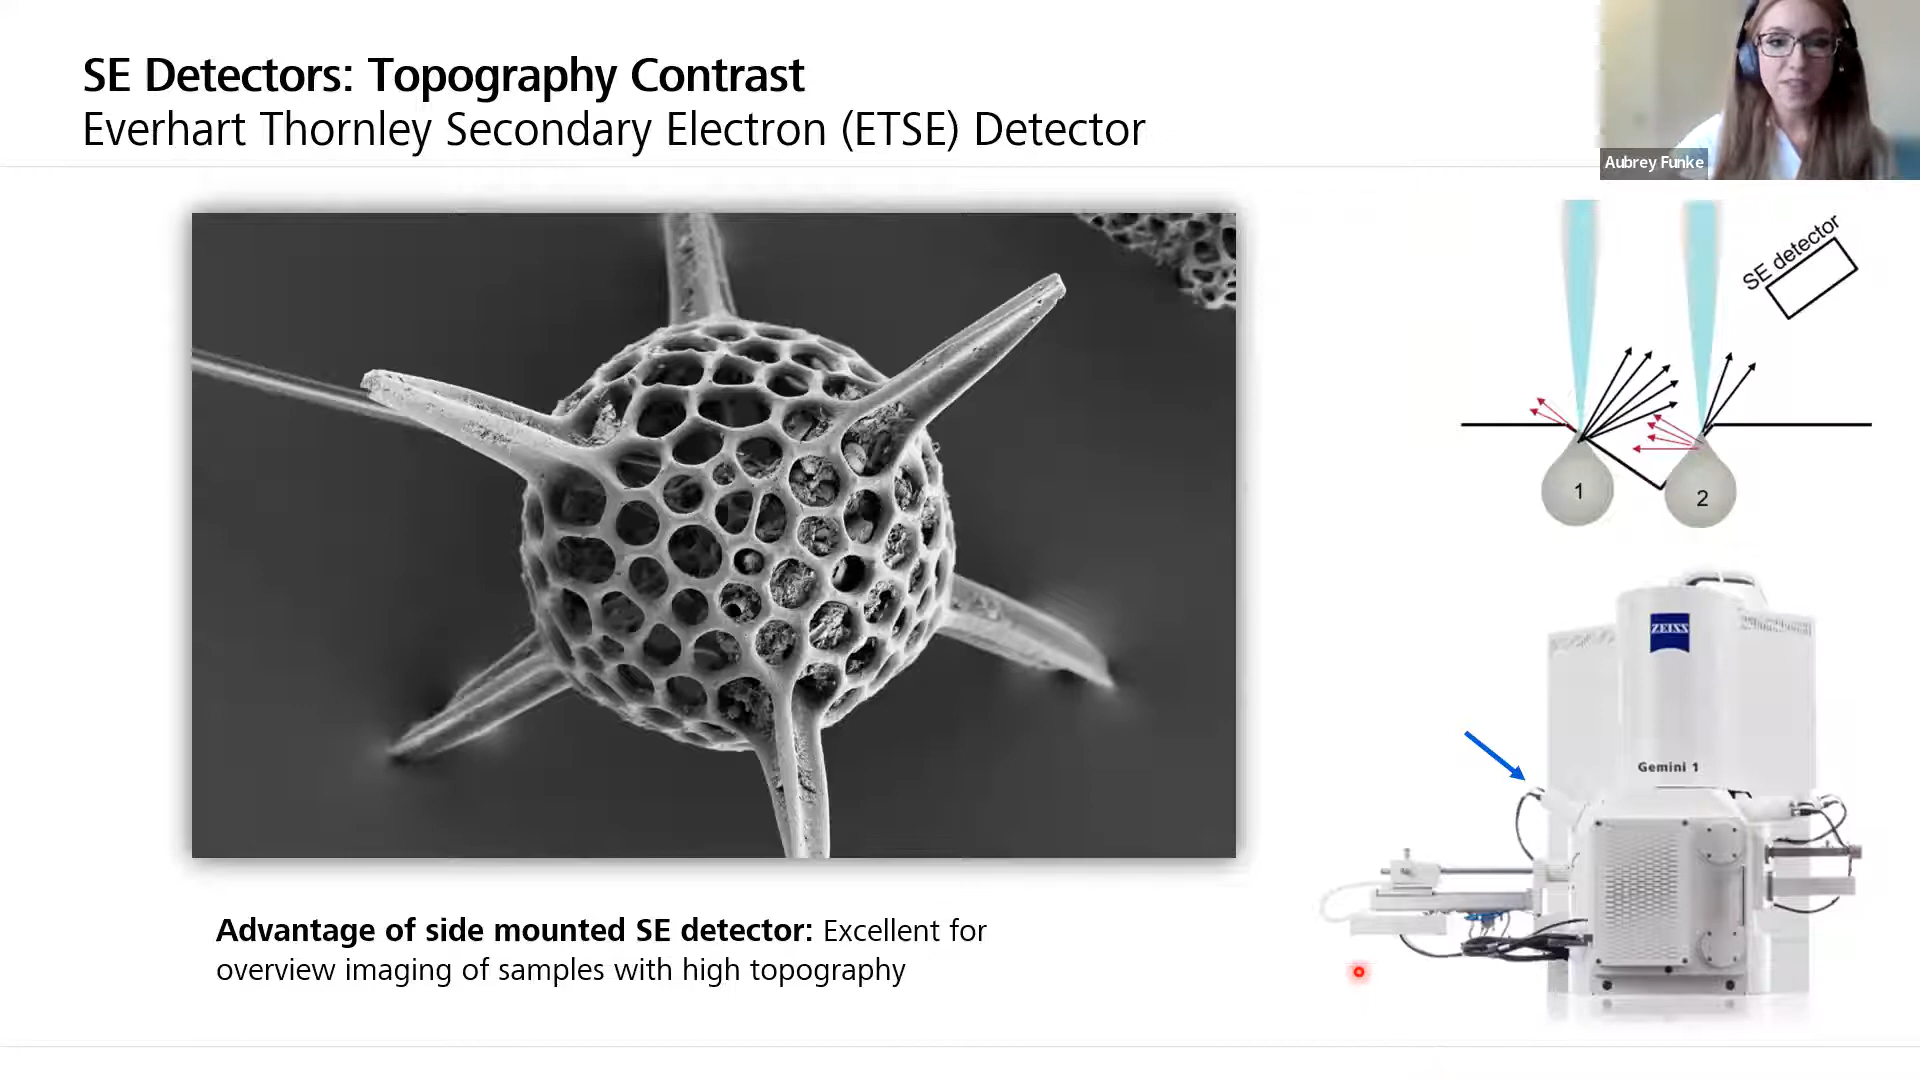 SE Detectors: Topography Contrast
Everhart Thornley Secondary Electron (ETSE) Detector
Aubrey Funke
SE detector
1
2
ZEISS
Gemini 1
Advantage of side mounted SE detector: Excellent for
overview imaging of samples with high topography